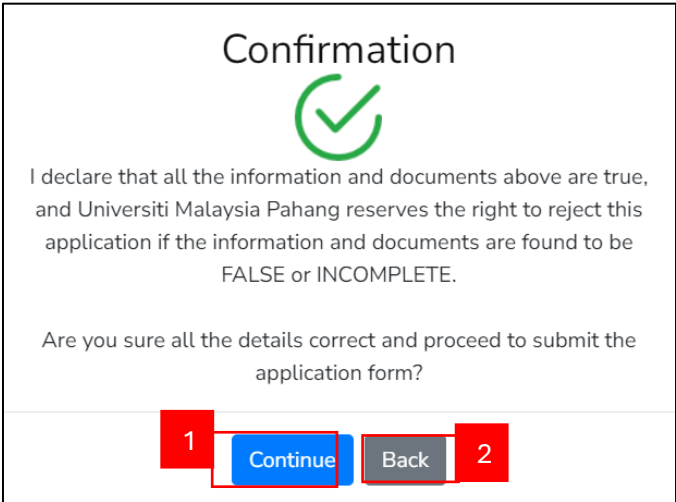 Confirmation
I declare that all the information and documents above are true,
and Universiti Malaysia Pahang reserves the right to reject this
application if the information and documents are found to be
FALSE or INCOMPLETE.
Are you sure all the details correct and proceed to submit the
application form?
1 Continue Back 2